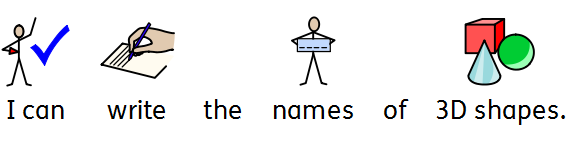 I can write the names of 3D shapes.